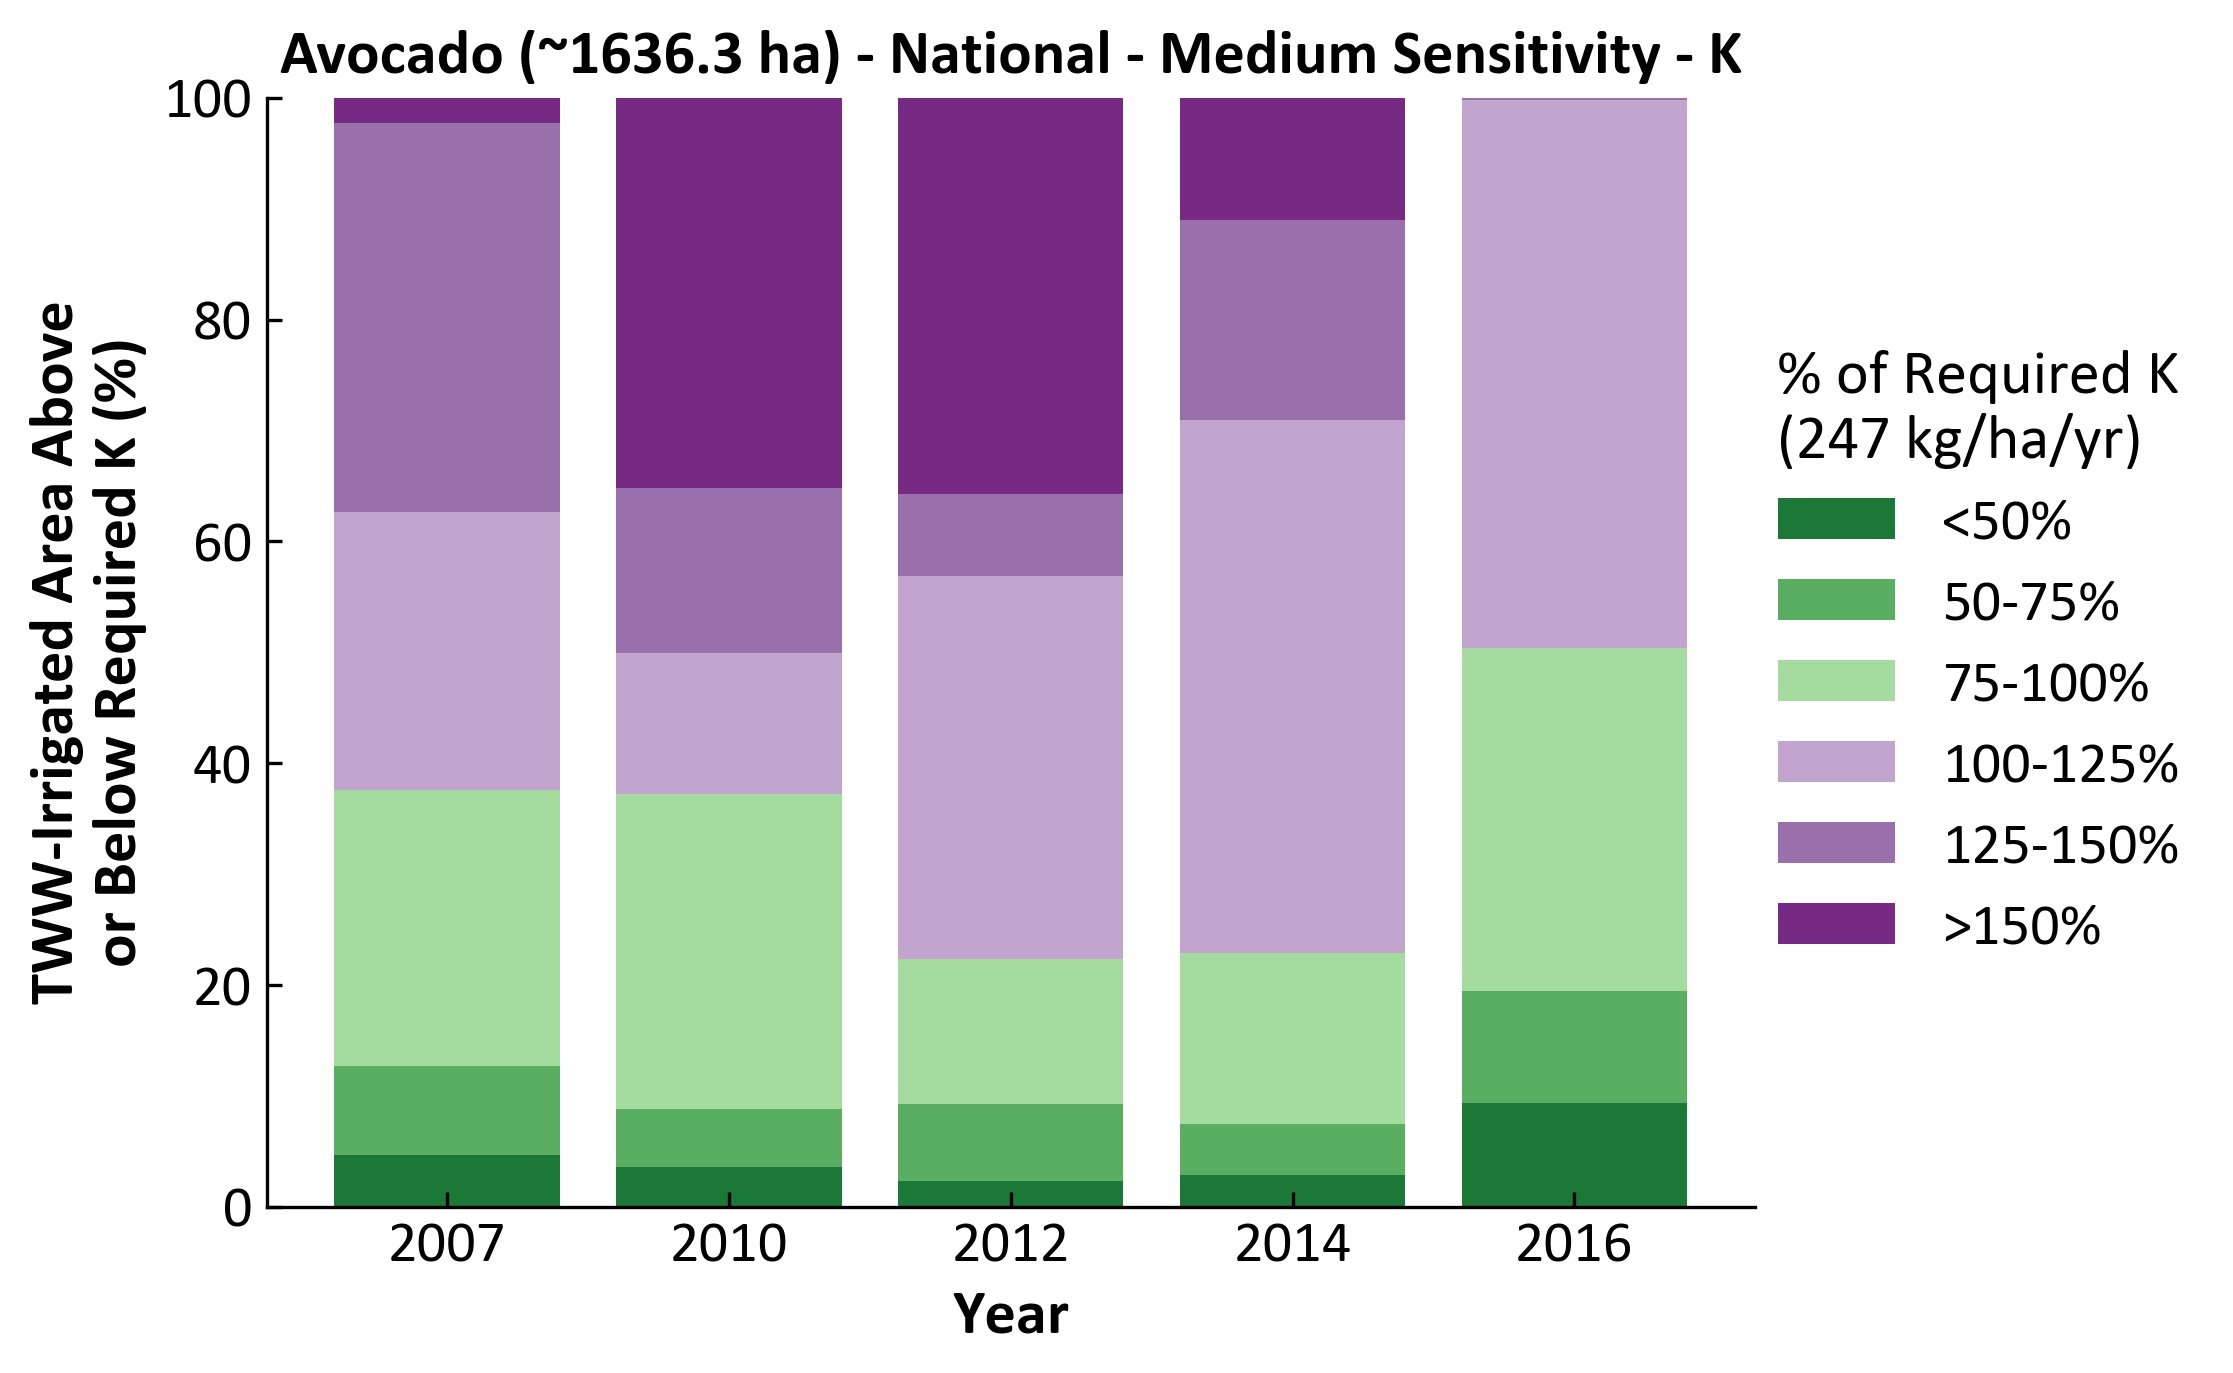 Avocado (~1636.3 ha) - National - Medium Sensitivity - K
TWW-Irrigated Area Above
or Below Required K (%)
100
80
60
40
20
0
2007
2010
2012
2014
2016
Year
% of Required K
(247 kg/ha/yr)
<50%
50-75%
75-100%
100-125%
125-150%
>150%